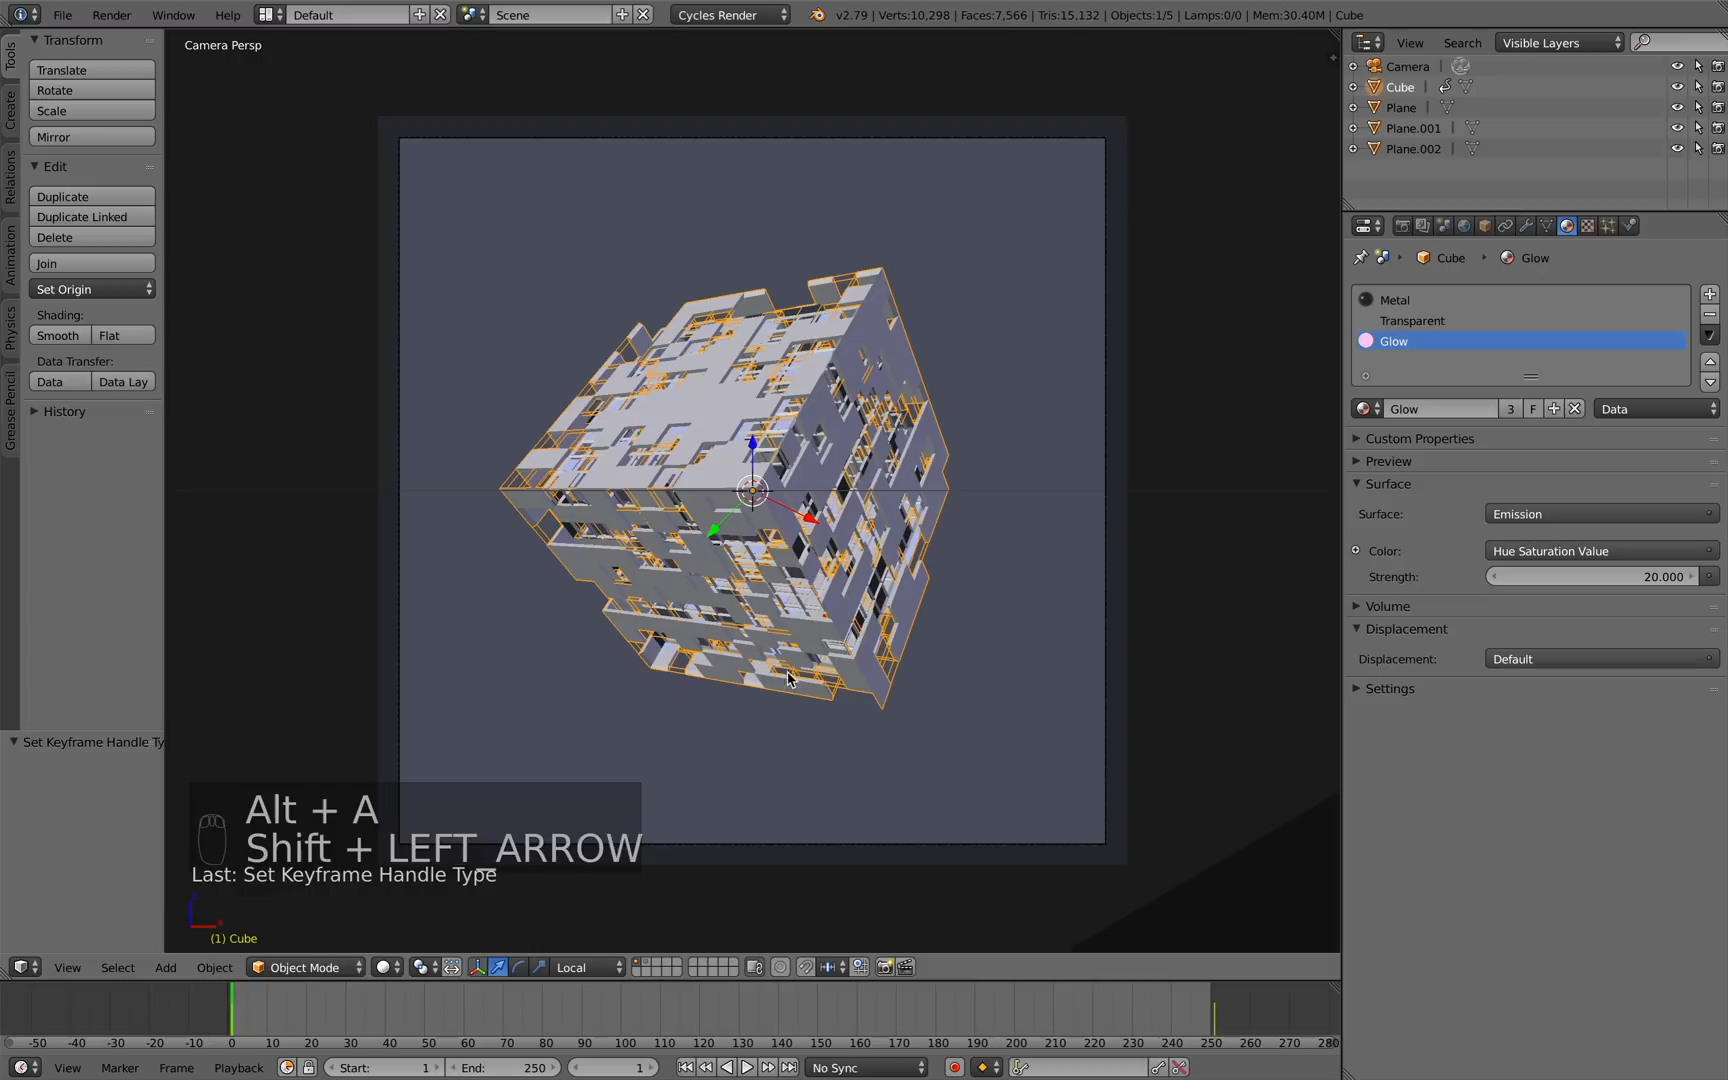 File Render Window Help Default Scene Cycles Render v2.79 | Verts:10,298 | Faces:7,566 | Tris:15,132 | Objects:1/5 | Lamps:0/0 | Mem:30.40M | Cube
Tools
Create
Relations
Animation
Physics
Grease Pencil
Transform
Translate
Rotate
Scale
Mirror
Edit
Duplicate
Duplicate Linked
Delete
Join
Set Origin
Shading:
Smooth Flat
Data Transfer:
Data Data Lay
History
Set Keyframe Handle Ty
Camera Persp
Alt + A
Shift + LEFT_ARROW
Last: Set Keyframe Handle Type
(1) Cube
View Select Add Object Object Mode Local
-50 -40 -30 -20 -10 0 10 20 30 40 50 60 70 80 90 100 110 120 130 140 150 160 170 180 190 200 210 220 230 240 250 260 270 280
View Marker Frame Playback Start: 1 End: 250 1 No Sync
View Search Visible Layers
Camera
Cube
Plane
Plane.001
Plane.002
Cube Glow
Metal
Transparent
Glow
Glow 3 F Data
Custom Properties
Preview
Surface
Surface: Emission
Color: Hue Saturation Value
Strength: 20.000
Volume
Displacement
Displacement: Default
Settings